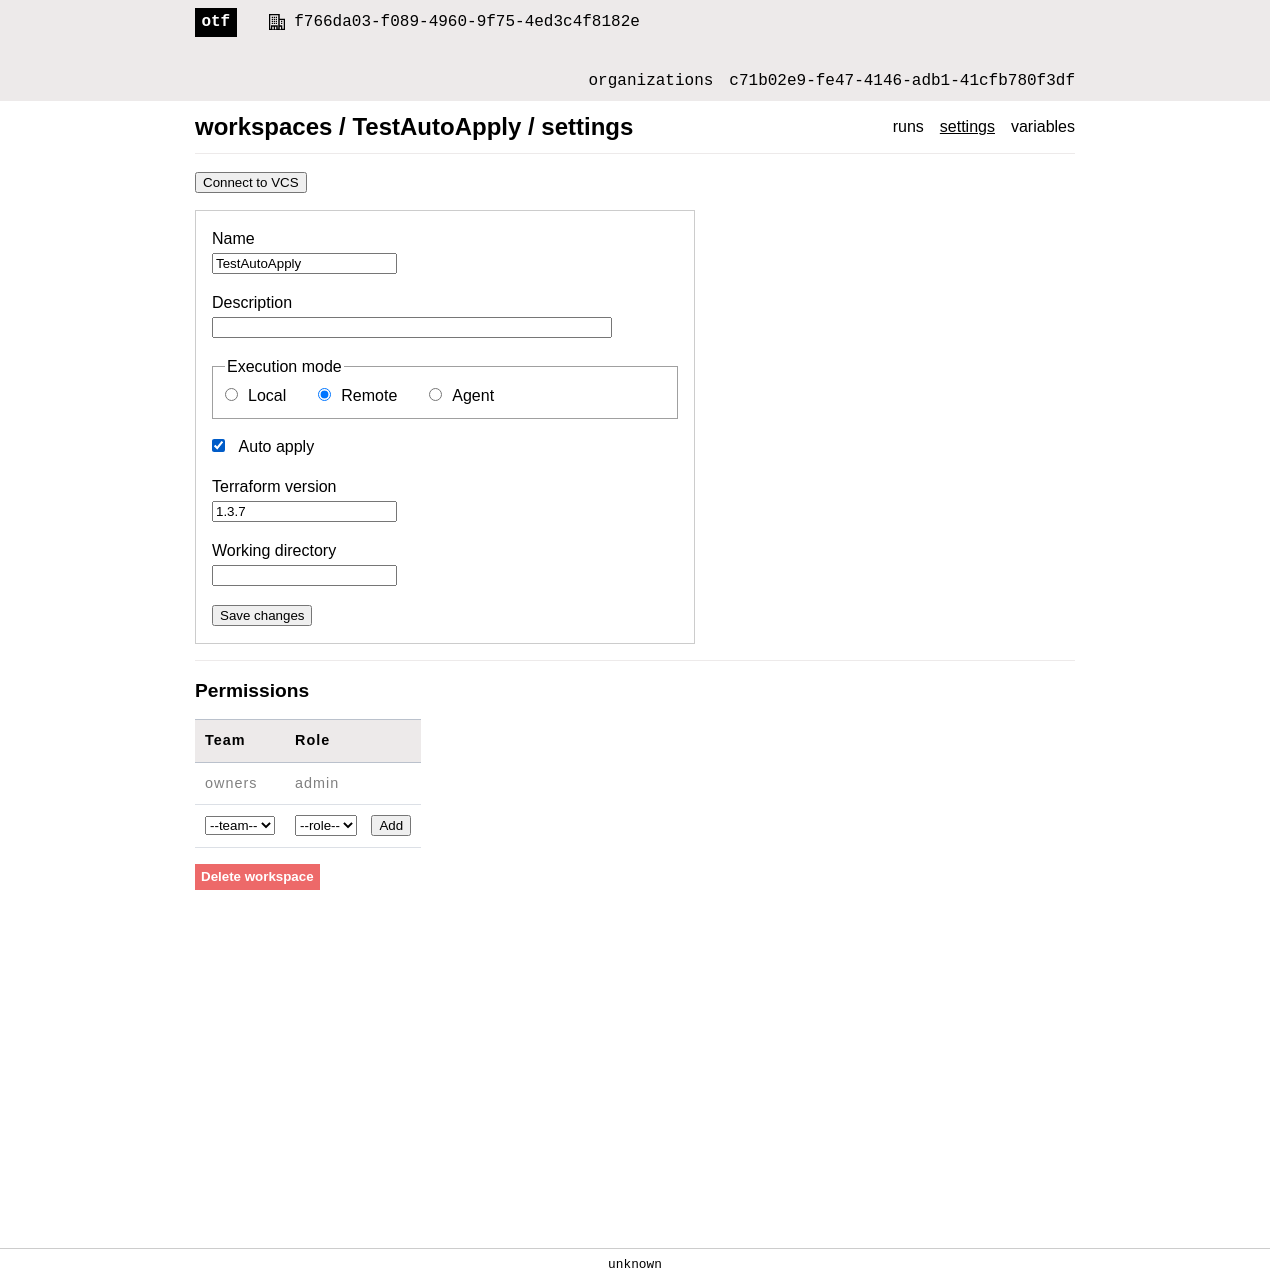 otf f766da03-f089-4960-9f75-4ed3c4f8182e
organizations c71b02e9-fe47-4146-adb1-41cfb780f3df
workspaces / TestAutoApply / settings runs settings variables
Connect to VCS
Name
TestAutoApply
Description
Execution mode
Local Remote Agent
Auto apply
Terraform version
1.3.7
Working directory
Save changes
Permissions
Team Role
owners admin
--team-- --role-- Add
Delete workspace
unknown